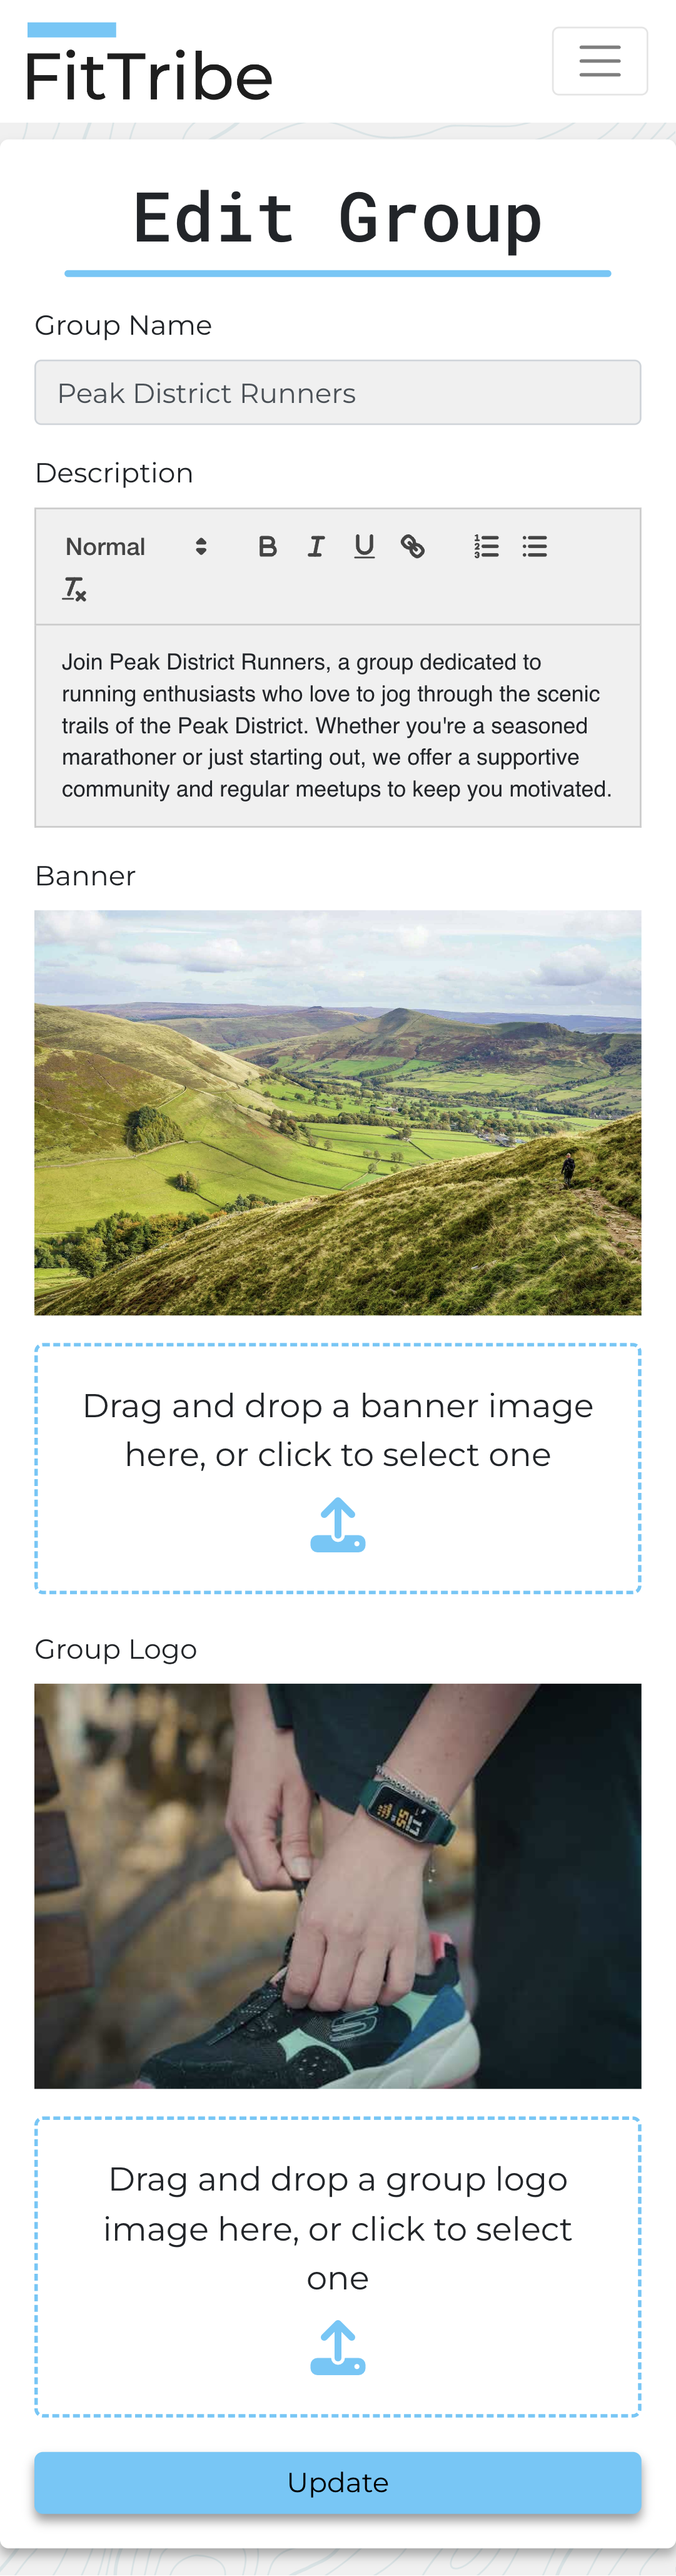 FitTribe
Edit Group
Group Name
Peak District Runners
Description
Normal
Join Peak District Runners, a group dedicated to
running enthusiasts who love to jog through the scenic
trails of the Peak District. Whether you're a seasoned
marathoner or just starting out, we offer a supportive
community and regular meetups to keep you motivated.
Banner
Drag and drop a banner image
here, or click to select one
Group Logo
Drag and drop a group logo
image here, or click to select
one
Update